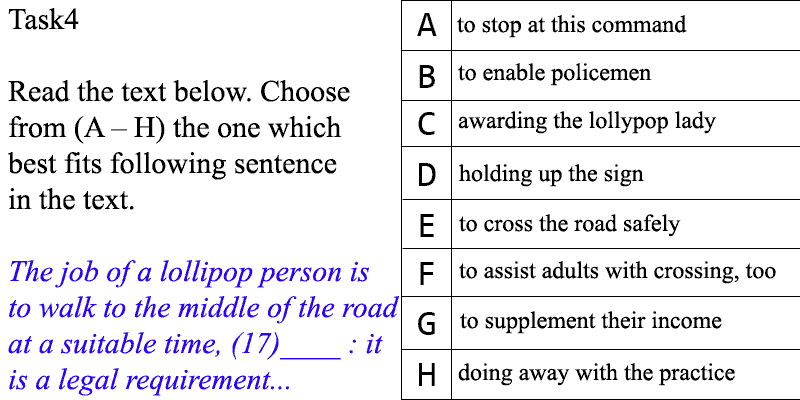 Task4
Read the text below. Choose
from (A – H) the one which
best fits following sentence
in the text.
The job of a lollipop person is
to walk to the middle of the road
at a suitable time, (17)____ : it
is a legal requirement...
A to stop at this command
B to enable policemen
C awarding the lollypop lady
D holding up the sign
E to cross the road safely
F to assist adults with crossing, too
G to supplement their income
H doing away with the practice